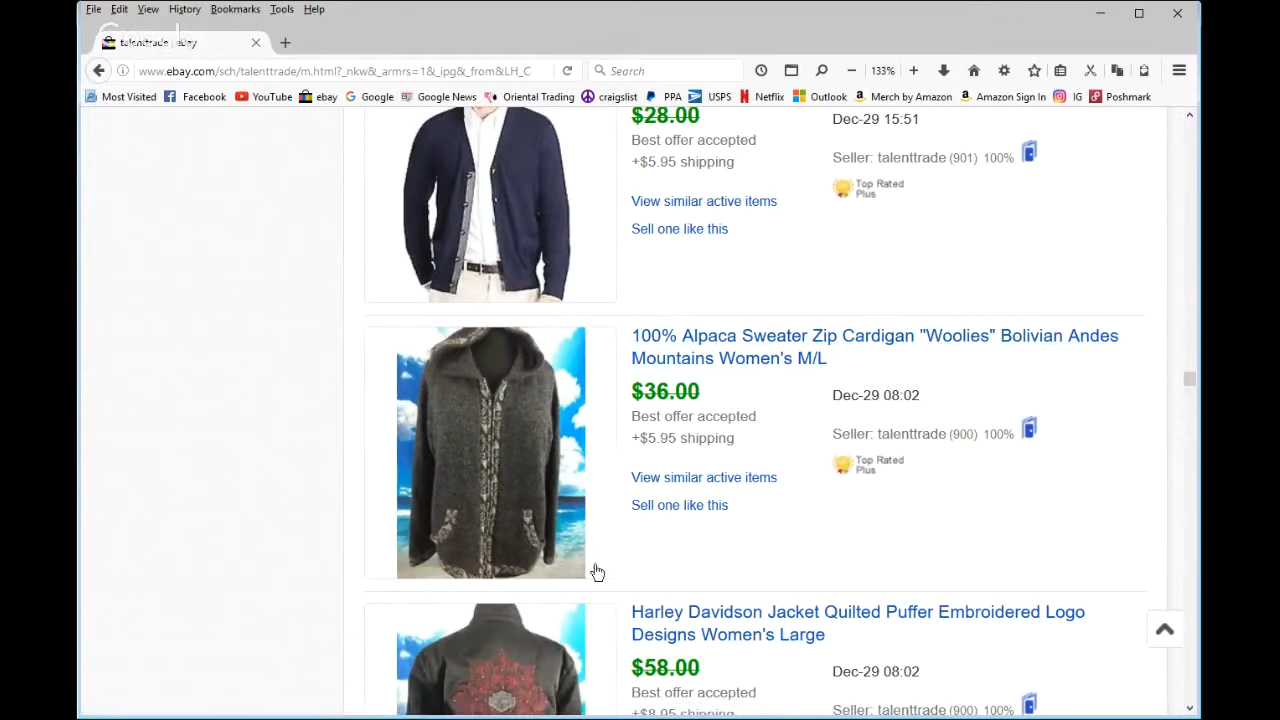 File Edit View History Bookmarks Tools Help
talenttrade | eBay
www.ebay.com/sch/talenttrade/m.html?_nkw&_armrs=1&_ipg&_from&LH_C
Search
133%
Most Visited Facebook YouTube ebay Google Google News Oriental Trading craigslist PPA USPS Netflix Outlook Merch by Amazon Amazon Sign In IG Poshmark
$28.00
Dec-29 15:51
Best offer accepted
+$5.95 shipping
Seller: talenttrade (901) 100%
Top Rated
Plus
View similar active items
Sell one like this
100% Alpaca Sweater Zip Cardigan "Woolies" Bolivian Andes
Mountains Women's M/L
$36.00
Dec-29 08:02
Best offer accepted
+$5.95 shipping
Seller: talenttrade (900) 100%
Top Rated
Plus
View similar active items
Sell one like this
Harley Davidson Jacket Quilted Puffer Embroidered Logo
Designs Women's Large
$58.00
Dec-29 08:02
Best offer accepted
+$8.95 shipping
Seller: talenttrade (900) 100%